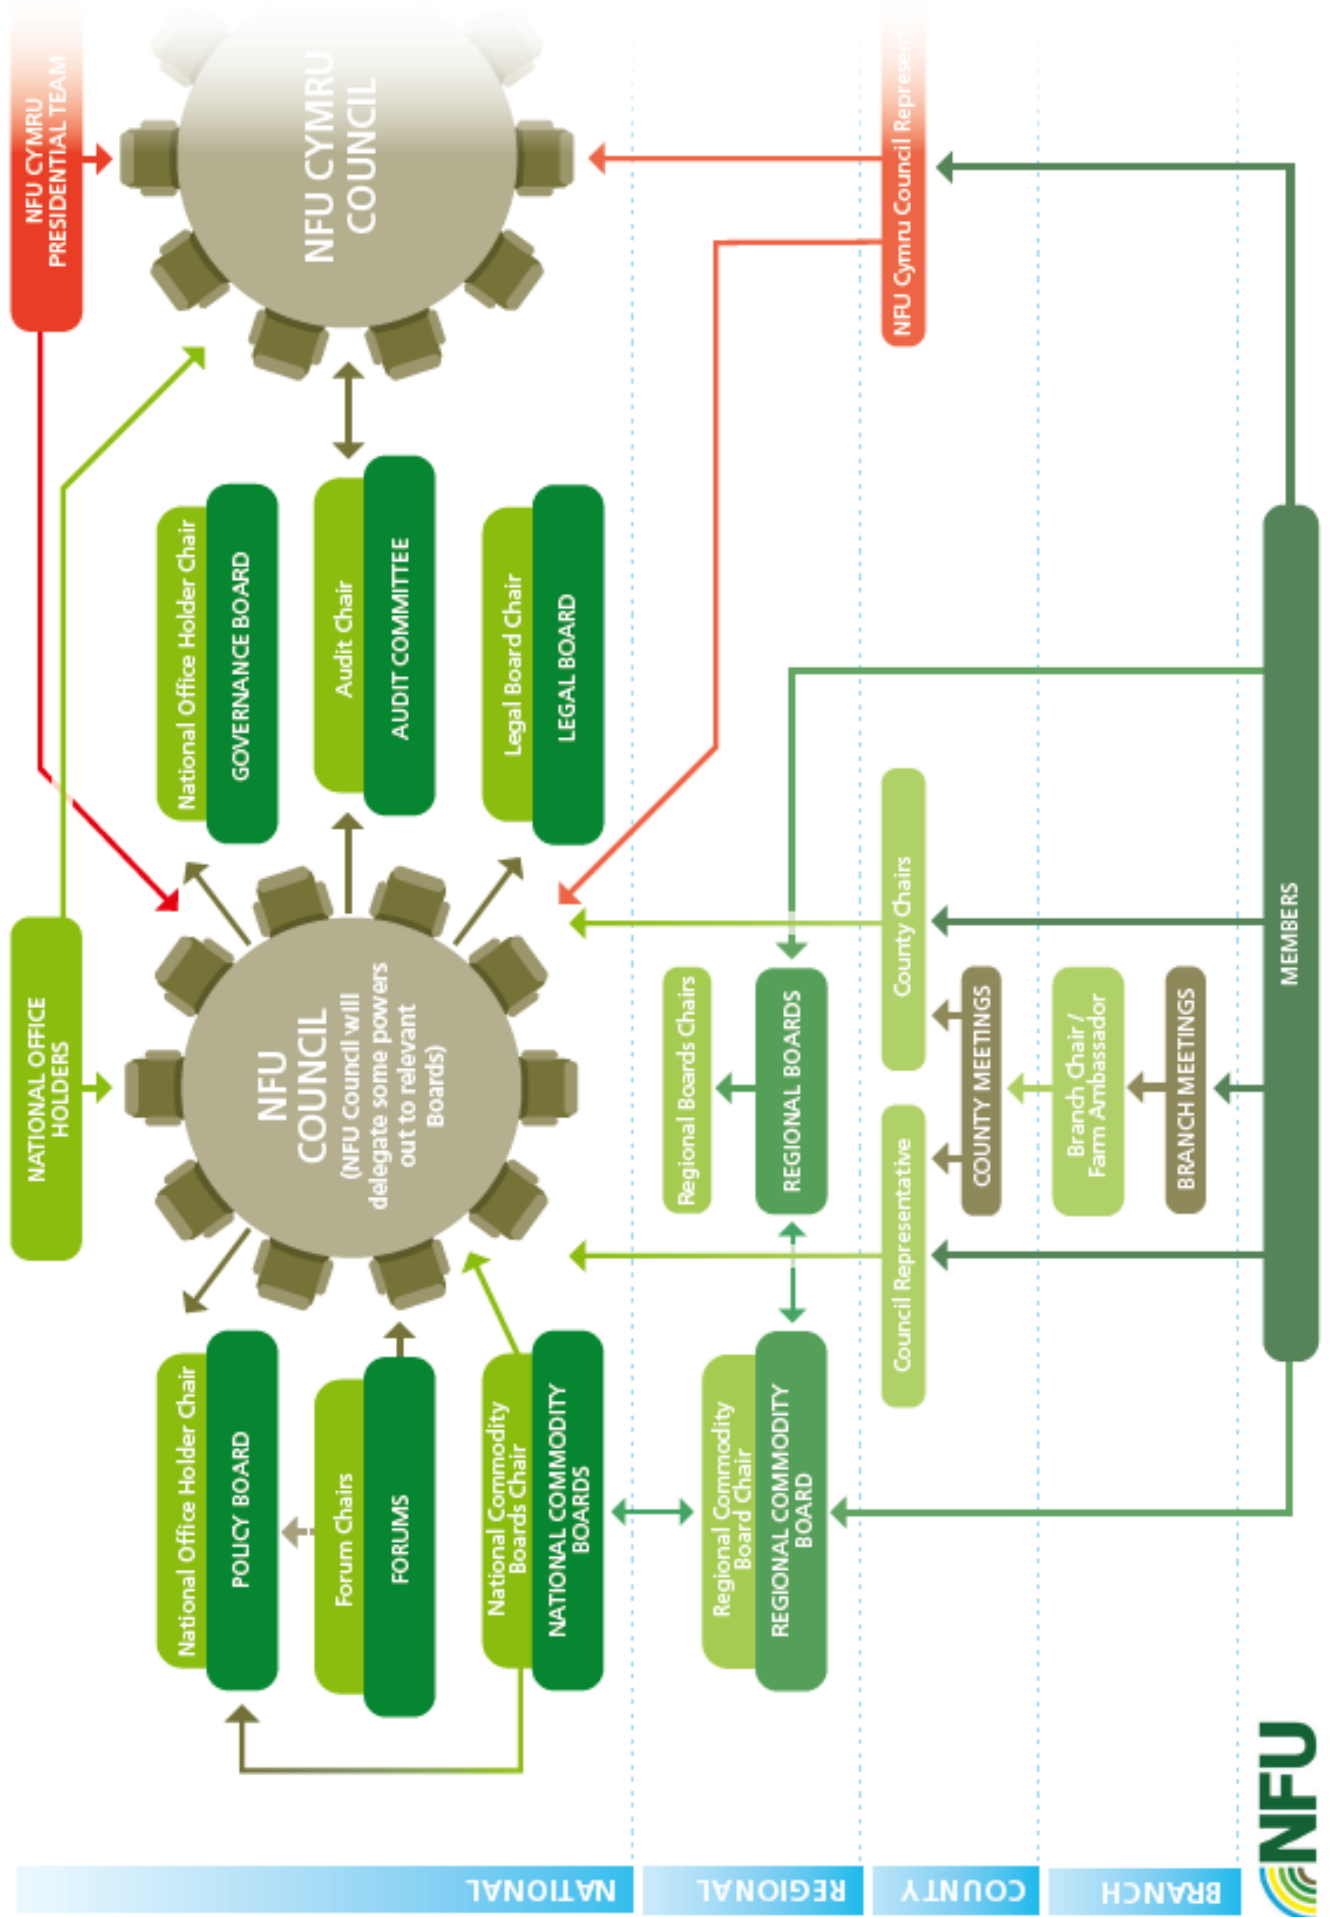 NATIONAL OFFICE
HOLDERS
NFU CYMRU
PRESIDENTIAL TEAM
National Office Holder Chair
POLICY BOARD
Forum Chairs
FORUMS
National Commodity
Boards Chair
NATIONAL COMMODITY
BOARDS
NFU
COUNCIL
(NFU Council will
delegate some powers
out to relevant
Boards)
National Office Holder Chair
GOVERNANCE BOARD
Audit Chair
AUDIT COMMITTEE
Legal Board Chair
LEGAL BOARD
NFU CYMRU
COUNCIL
Regional Commodity
Board Chair
REGIONAL COMMODITY
BOARD
Regional Boards Chairs
REGIONAL BOARDS
Council Representative
County Chairs
NFU Cymru Council
COUNTY MEETINGS
Branch Chair /
Farm Ambassador
BRANCH MEETINGS
MEMBERS
NATIONAL
REGIONAL
COUNTY
BRANCH
NFU